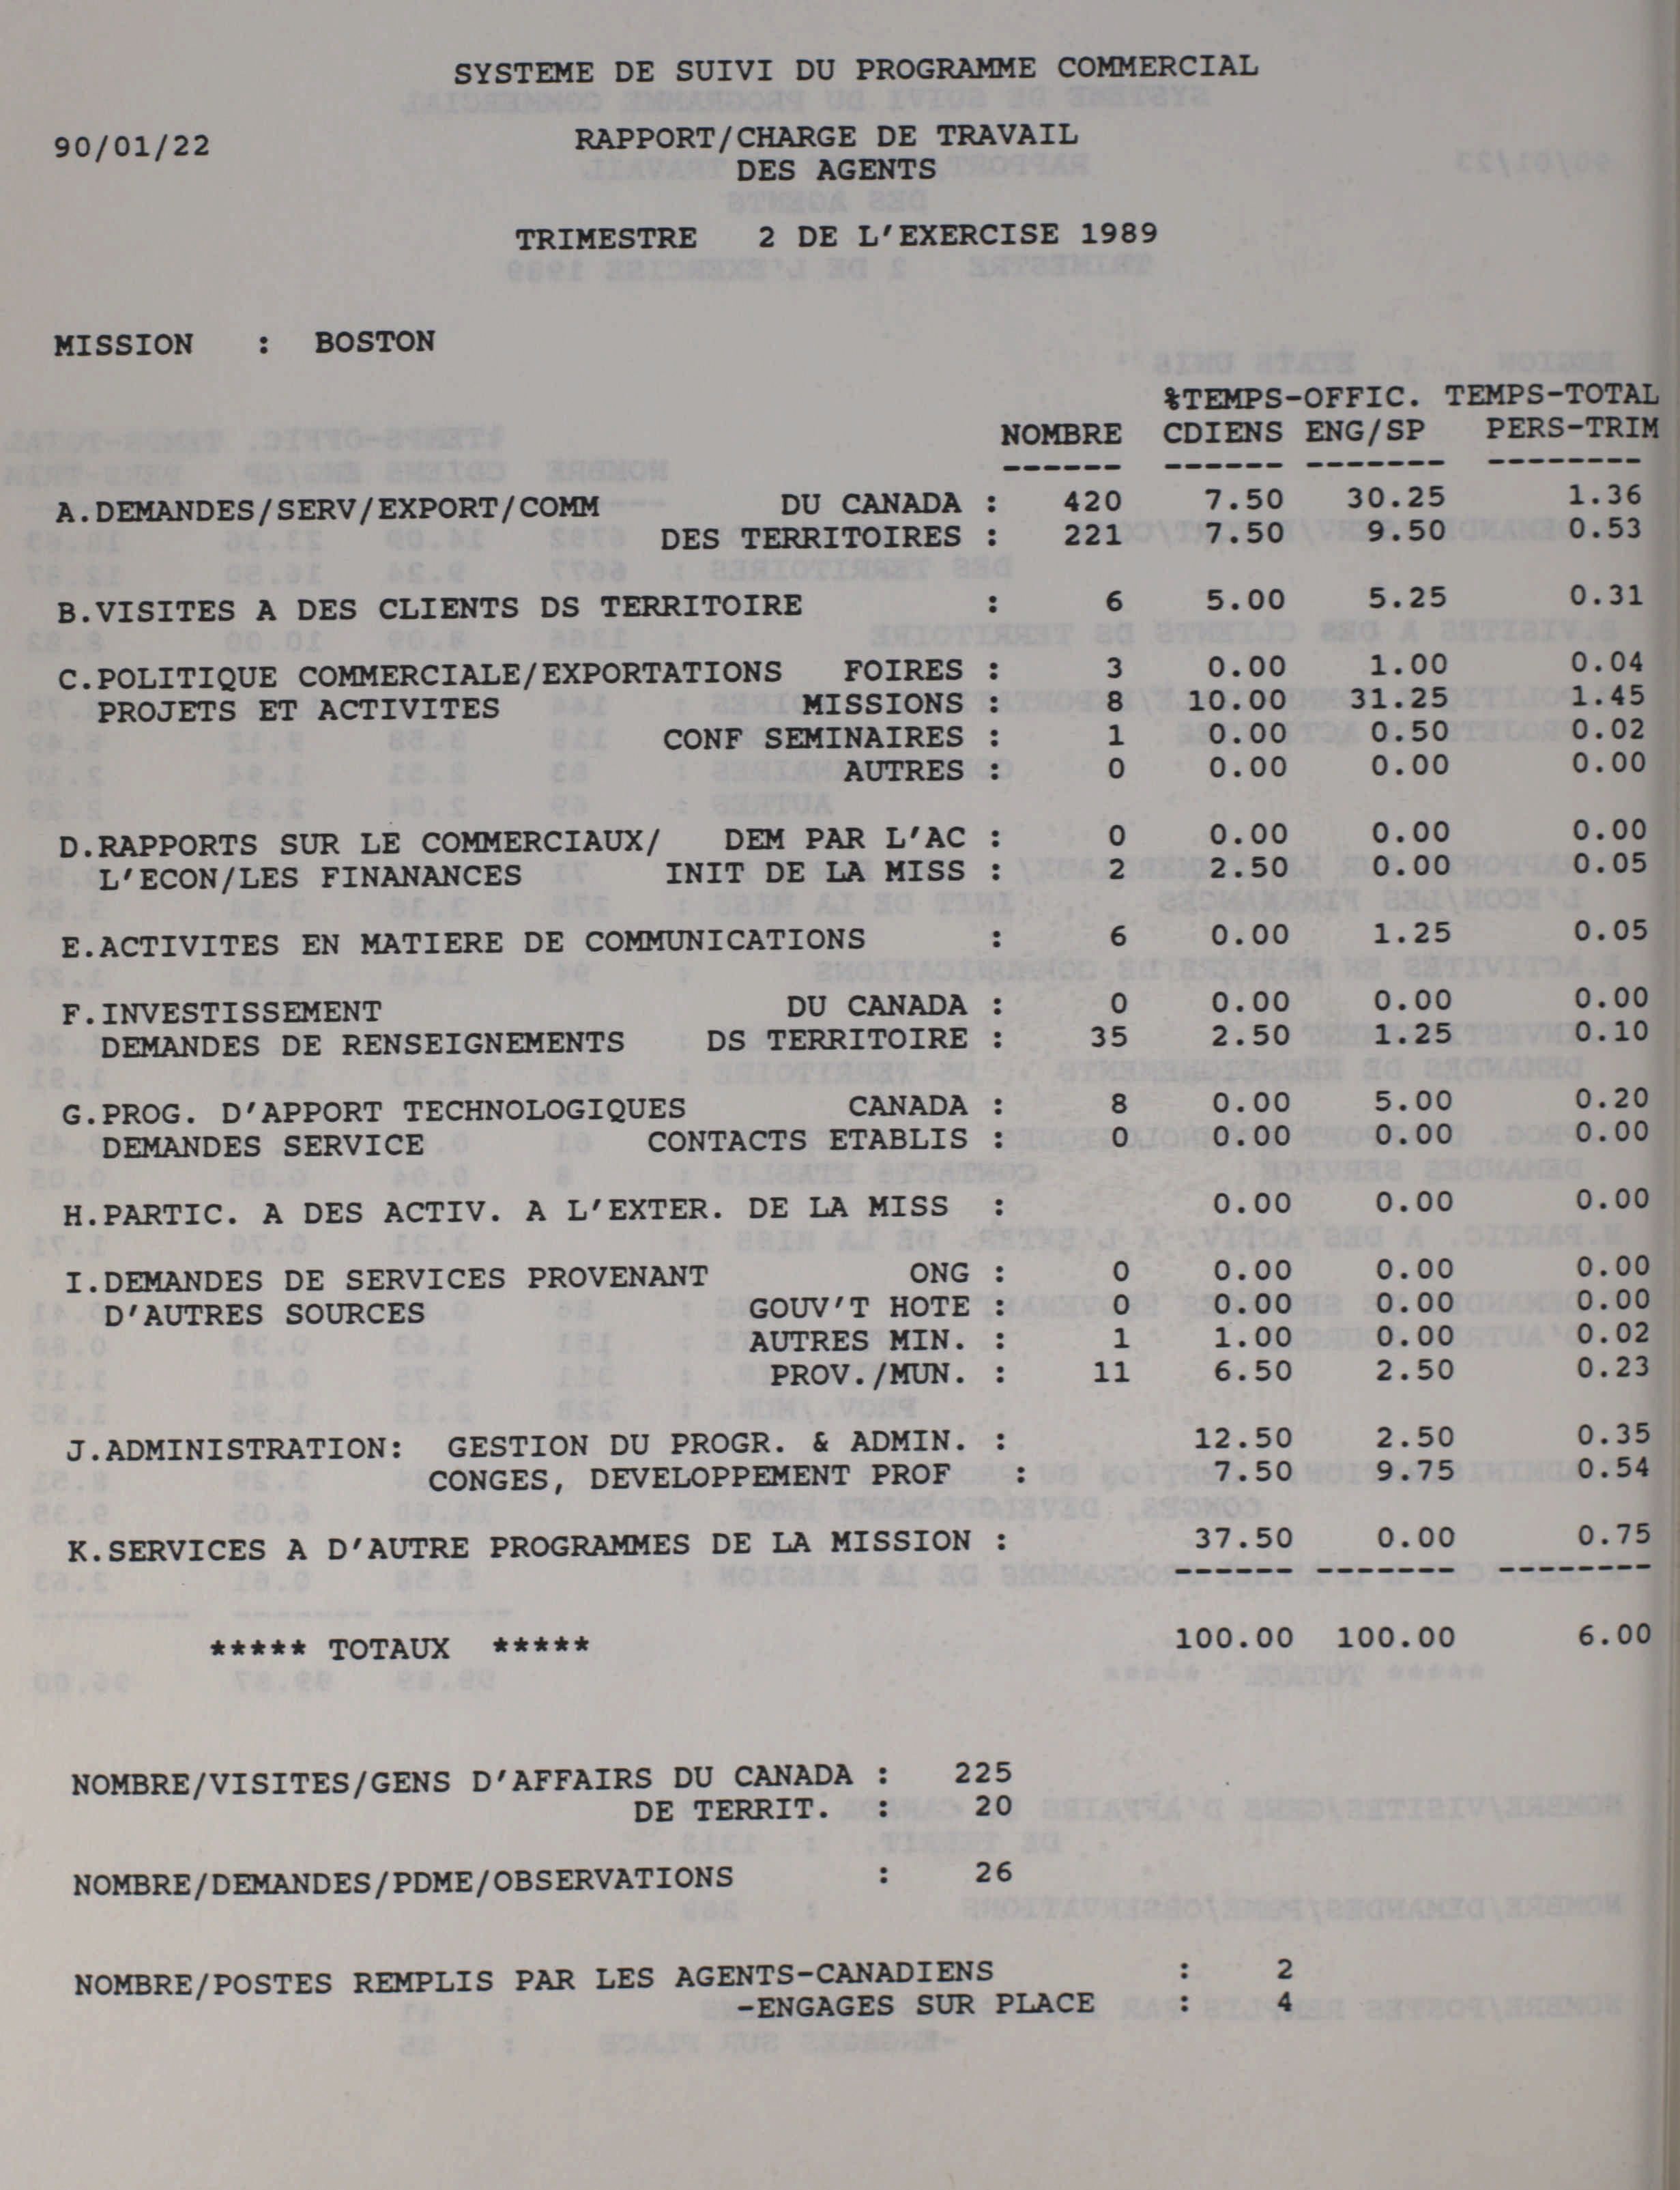 SYSTEME DE SUIVI DU PROGRAMME COMMERCIAL
90/01/22 RAPPORT/CHARGE DE TRAVAIL
DES AGENTS
TRIMESTRE 2 DE L'EXERCISE 1989
MISSION : BOSTON
%TEMPS-OFFIC. TEMPS-TOTAL
NOMBRE CDIENS ENG/SP PERS-TRIM
------ ------ ------- --------
A.DEMANDES/SERV/EXPORT/COMM DU CANADA : 420 7.50 30.25 1.36
DES TERRITOIRES : 221 7.50 9.50 0.53
B.VISITES A DES CLIENTS DS TERRITOIRE : 6 5.00 5.25 0.31
C.POLITIQUE COMMERCIALE/EXPORTATIONS FOIRES : 3 0.00 1.00 0.04
PROJETS ET ACTIVITES MISSIONS : 8 10.00 31.25 1.45
CONF SEMINAIRES : 1 0.00 0.50 0.02
AUTRES : 0 0.00 0.00 0.00
D.RAPPORTS SUR LE COMMERCIAUX/ DEM PAR L'AC : 0 0.00 0.00 0.00
L'ECON/LES FINANANCES INIT DE LA MISS : 2 2.50 0.00 0.05
E.ACTIVITES EN MATIERE DE COMMUNICATIONS : 6 0.00 1.25 0.05
F.INVESTISSEMENT DU CANADA : 0 0.00 0.00 0.00
DEMANDES DE RENSEIGNEMENTS DS TERRITOIRE : 35 2.50 1.25 0.10
G.PROG. D'APPORT TECHNOLOGIQUES CANADA : 8 0.00 5.00 0.20
DEMANDES SERVICE CONTACTS ETABLIS : 0 0.00 0.00 0.00
H.PARTIC. A DES ACTIV. A L'EXTER. DE LA MISS : 0.00 0.00 0.00
I.DEMANDES DE SERVICES PROVENANT ONG : 0 0.00 0.00 0.00
D'AUTRES SOURCES GOUV'T HOTE : 0 0.00 0.00 0.00
AUTRES MIN. : 1 1.00 0.00 0.02
PROV./MUN. : 11 6.50 2.50 0.23
J.ADMINISTRATION: GESTION DU PROGR. & ADMIN. : 12.50 2.50 0.35
CONGES, DEVELOPPEMENT PROF : 7.50 9.75 0.54
K.SERVICES A D'AUTRE PROGRAMMES DE LA MISSION : 37.50 0.00 0.75
------ ------- --------
***** TOTAUX ***** 100.00 100.00 6.00
NOMBRE/VISITES/GENS D'AFFAIRS DU CANADA : 225
DE TERRIT. : 20
NOMBRE/DEMANDES/PDME/OBSERVATIONS : 26
NOMBRE/POSTES REMPLIS PAR LES AGENTS-CANADIENS : 2
-ENGAGES SUR PLACE : 4